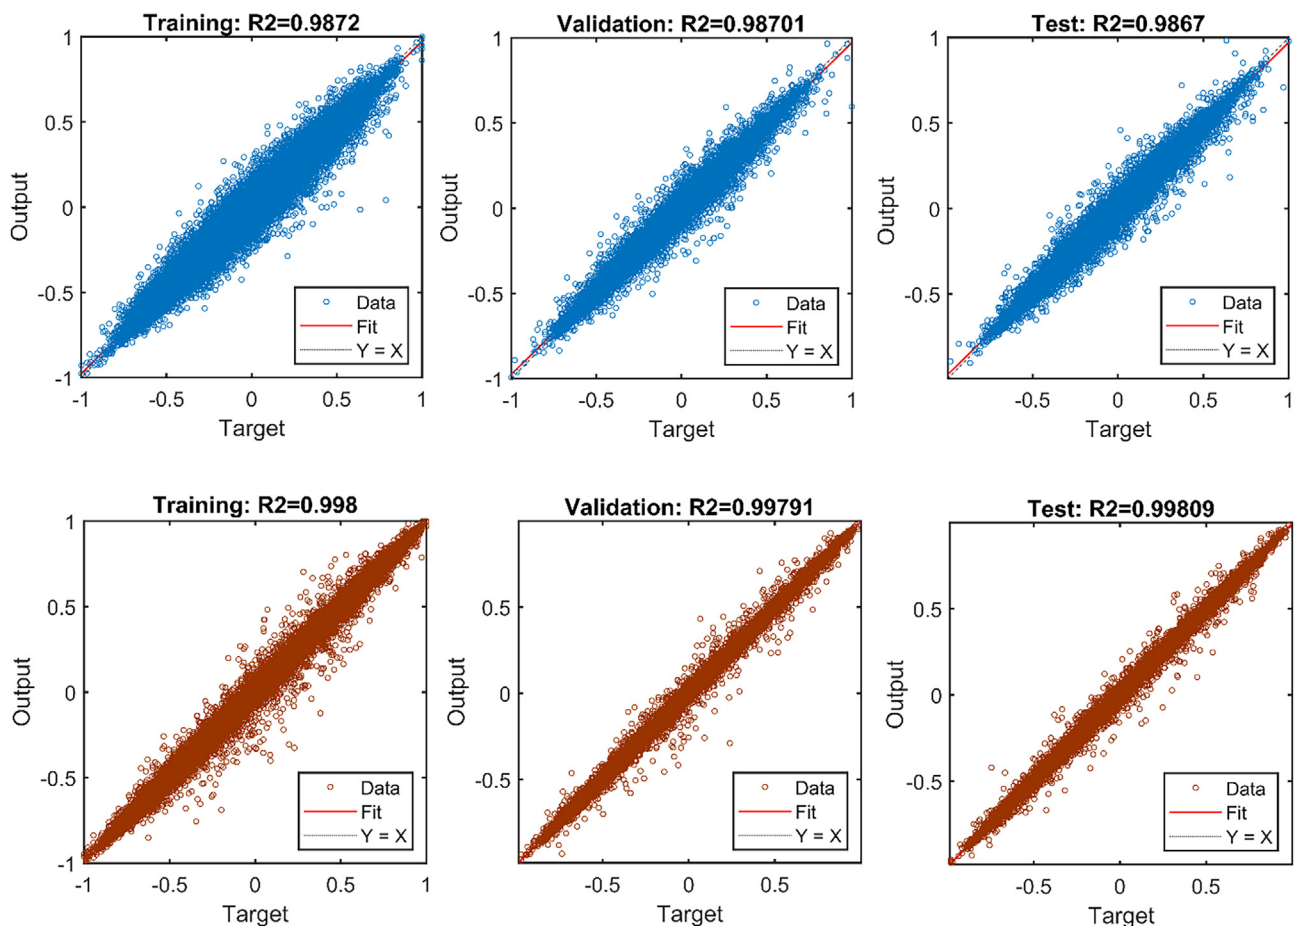 Training: R2=0.9872
1
0.5
0
-0.5
-1
Output
-1
-0.5
0
0.5
1
Target
Data
Fit
Y = X
Validation: R2=0.98701
1
0.5
0
-0.5
-1
Output
-1
-0.5
0
0.5
1
Target
Data
Fit
Y = X
Test: R2=0.9867
1
0.5
0
-0.5
Output
-0.5
0
0.5
1
Target
Data
Fit
Y = X
Training: R2=0.998
1
0.5
0
-0.5
-1
Output
-1
-0.5
0
0.5
1
Target
Data
Fit
Y = X
Validation: R2=0.99791
0.5
0
-0.5
Output
-0.5
0
0.5
Target
Data
Fit
Y = X
Test: R2=0.99809
0.5
0
-0.5
Output
-0.5
0
0.5
Target
Data
Fit
Y = X